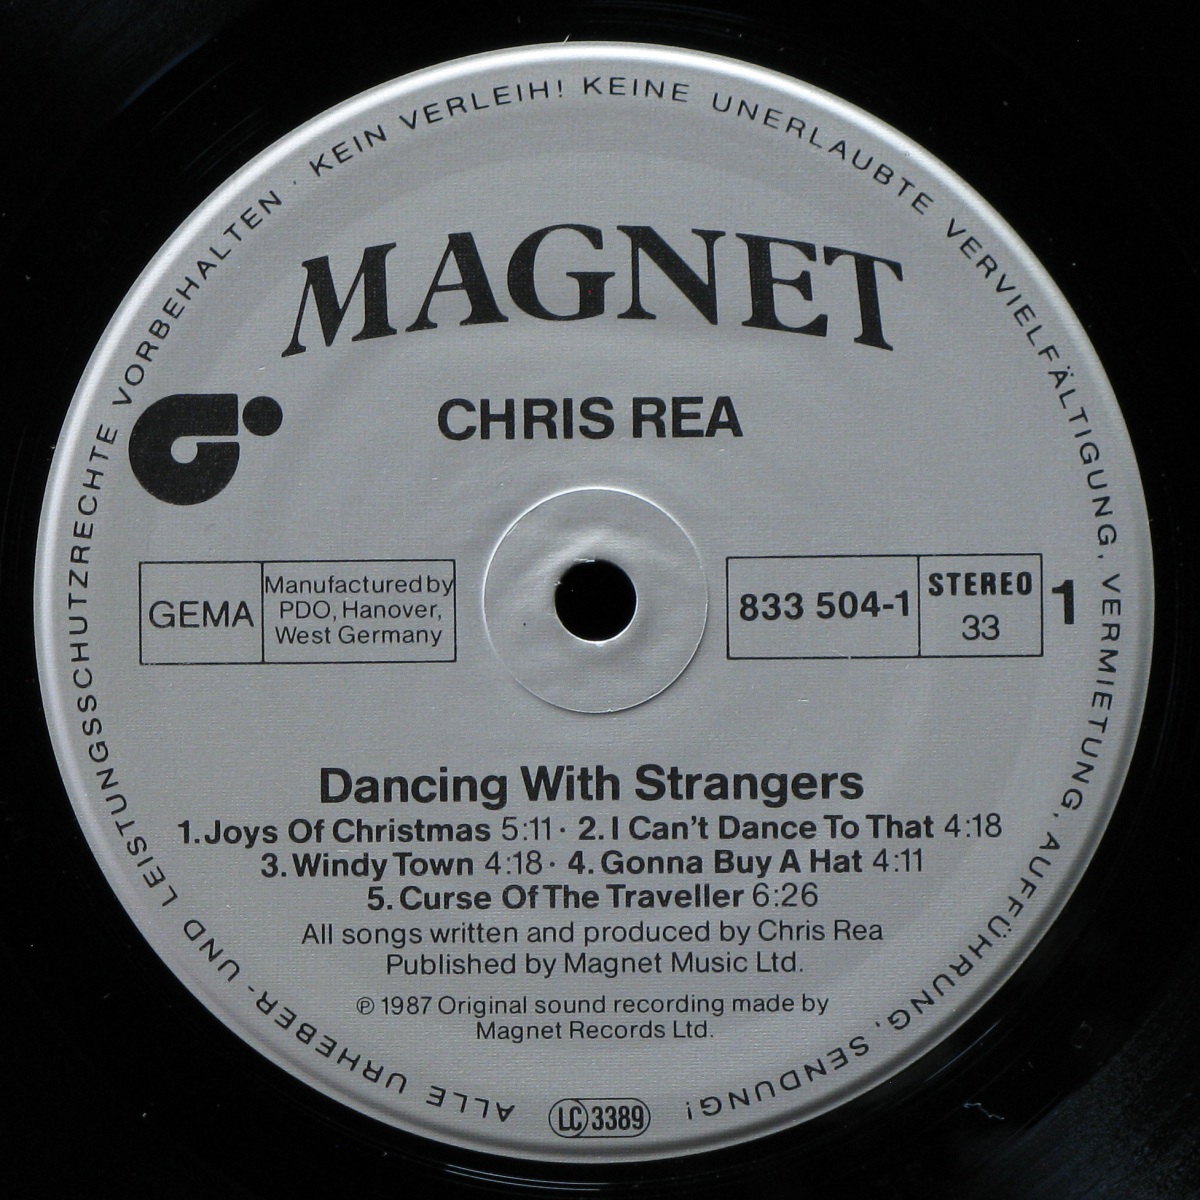 ALLE URHEBER- UND LEISTUNGSSCHUTZRECHTE VORBEHALTEN · KEIN VERLEIH! KEINE UNERLAUBTE VERVIELFÄLTIGUNG, VERMIETUNG, AUFFÜHRUNG, SENDUNG!
MAGNET
CHRIS REA
GEMA
Manufactured by
PDO, Hanover,
West Germany
833 504-1
STEREO
33
1
Dancing With Strangers
1. Joys Of Christmas 5:11 · 2. I Can't Dance To That 4:18
3. Windy Town 4:18 · 4. Gonna Buy A Hat 4:11
5. Curse Of The Traveller 6:26
All songs written and produced by Chris Rea
Published by Magnet Music Ltd.
℗ 1987 Original sound recording made by
Magnet Records Ltd.
LC 3389